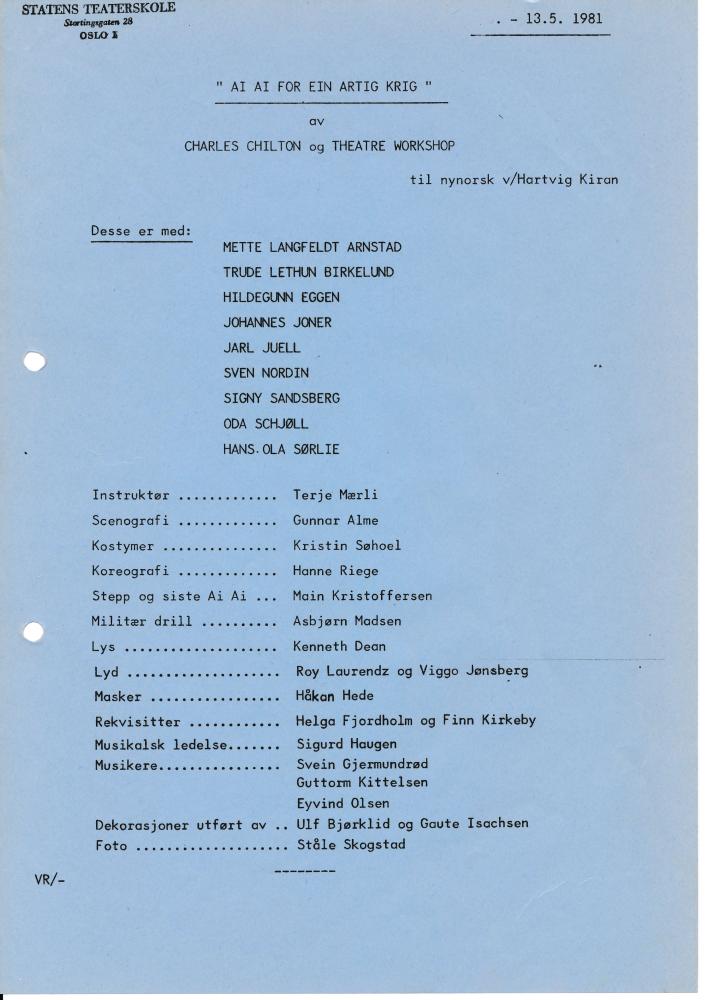 STATENS TEATERSKOLE
Stortingsgaten 28
OSLO 1
. - 13.5. 1981
" AI AI FOR EIN ARTIG KRIG "
av
CHARLES CHILTON og THEATRE WORKSHOP
til nynorsk v/Hartvig Kiran
Desse er med:
METTE LANGFELDT ARNSTAD
TRUDE LETHUN BIRKELUND
HILDEGUNN EGGEN
JOHANNES JONER
JARL JUELL
SVEN NORDIN
SIGNY SANDSBERG
ODA SCHJØLL
HANS.OLA SØRLIE
Instruktør ............. Terje Mærli
Scenografi ............. Gunnar Alme
Kostymer ............... Kristin Søhoel
Koreografi ............. Hanne Riege
Stepp og siste Ai Ai ... Main Kristoffersen
Militær drill .......... Asbjørn Madsen
Lys .................... Kenneth Dean
Lyd .................... Roy Laurendz og Viggo Jønsberg
Masker ................. Håkan Hede
Rekvisitter ............ Helga Fjordholm og Finn Kirkeby
Musikalsk ledelse....... Sigurd Haugen
Musikere................ Svein Gjermundrød
Guttorm Kittelsen
Eyvind Olsen
Dekorasjoner utført av .. Ulf Bjørklid og Gaute Isachsen
Foto .................... Ståle Skogstad
--------
VR/-